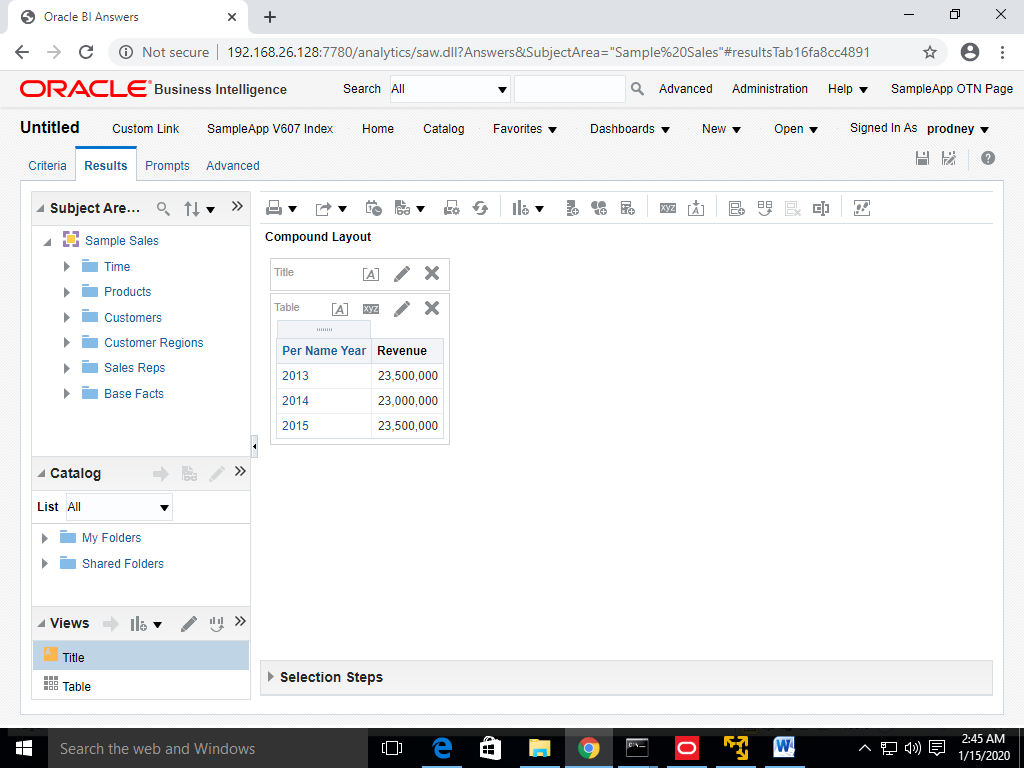 Oracle BI Answers
Not secure 192.168.26.128:7780/analytics/saw.dll?Answers&SubjectArea="Sample%20Sales"#resultsTab16fa8cc4891
ORACLE Business Intelligence Search All Advanced Administration Help SampleApp OTN Page
Untitled Custom Link SampleApp V607 Index Home Catalog Favorites Dashboards New Open Signed In As prodney
Criteria Results Prompts Advanced
Subject Are...
Sample Sales
Time
Products
Customers
Customer Regions
Sales Reps
Base Facts
Catalog
List All
My Folders
Shared Folders
Views
Title
Table
xyz
Compound Layout
Title
Table xyz
Per Name Year Revenue
2013 23,500,000
2014 23,000,000
2015 23,500,000
Selection Steps
Search the web and Windows
2:45 AM
1/15/2020